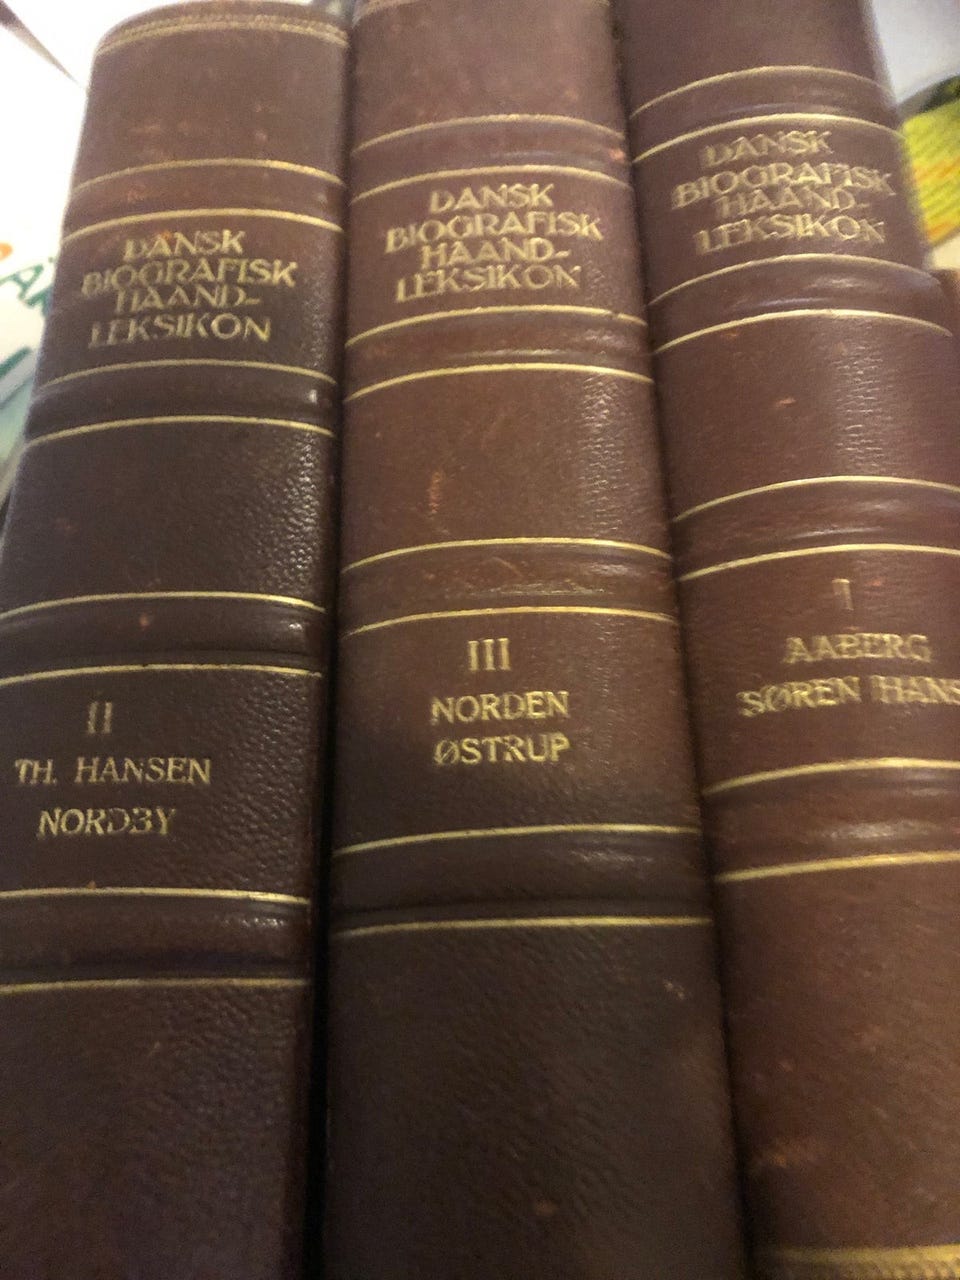 DANSK
BIOGRAFISK
HAAND-
LEKSIKON
II
TH. HANSEN
NORDBY
DANSK
BIOGRAFISK
HAAND-
LEKSIKON
III
NORDEN
ØSTRUP
DANSK
BIOGRAFISK
HAAND-
LEKSIKON
I
AABERG
SØREN HANS